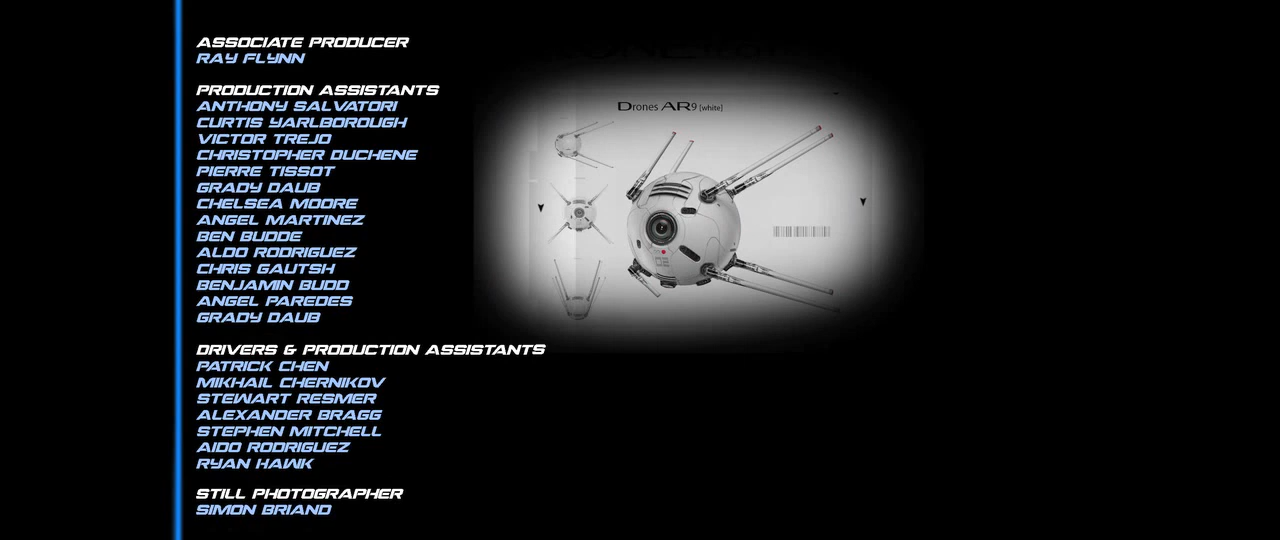 ASSOCIATE PRODUCER
RAY FLYNN
PRODUCTION ASSISTANTS
ANTHONY SALVATORI
CURTIS YARLBOROUGH
VICTOR TREJO
CHRISTOPHER DUCHENE
PIERRE TISSOT
GRADY DAUB
CHELSEA MOORE
ANGEL MARTINEZ
BEN BUDDE
ALDO RODRIGUEZ
CHRIS GAUTSH
BENJAMIN BUDD
ANGEL PAREDES
GRADY DAUB
DRIVERS & PRODUCTION ASSISTANTS
PATRICK CHEN
MIKHAIL CHERNIKOV
STEWART RESMER
ALEXANDER BRAGG
STEPHEN MITCHELL
AIDO RODRIGUEZ
RYAN HAWK
STILL PHOTOGRAPHER
SIMON BRIAND
Drones AR9 [white]